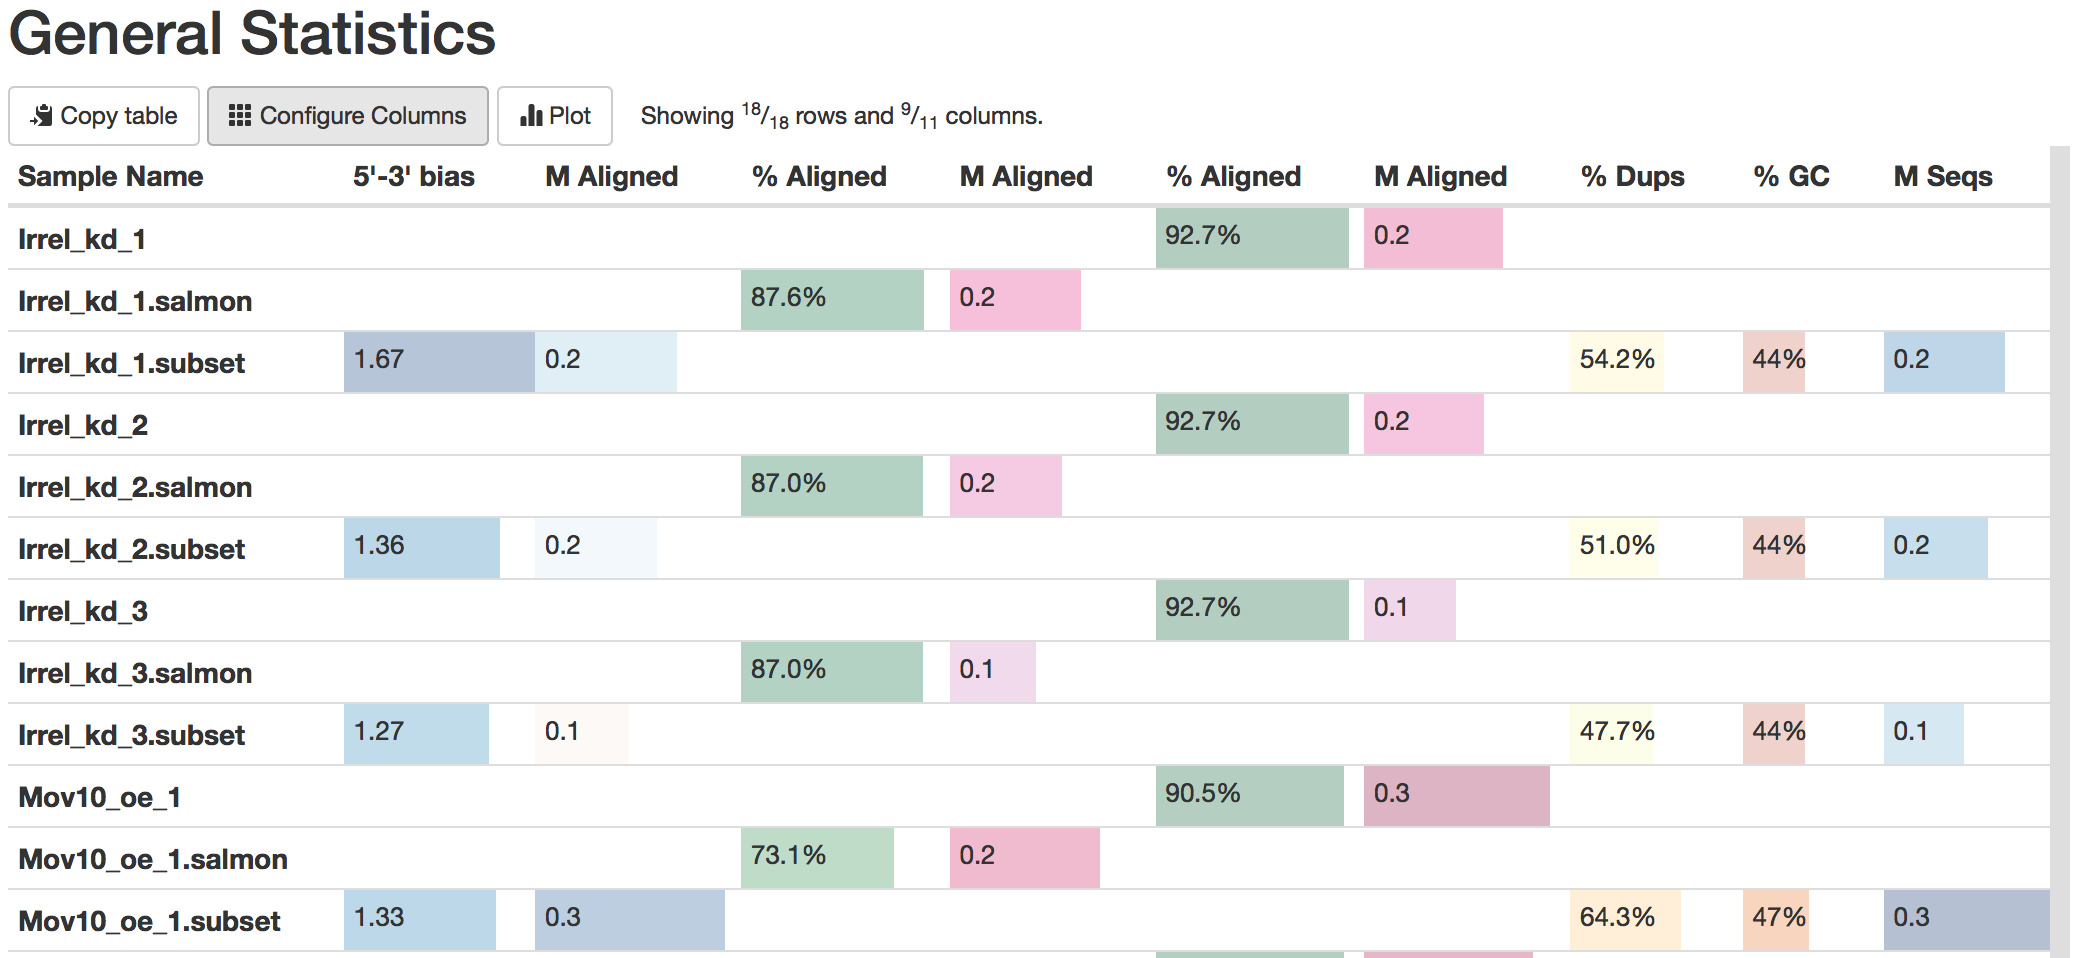 General Statistics
Copy table Configure Columns Plot Showing 18/18 rows and 9/11 columns.
Sample Name 5'-3' bias M Aligned % Aligned M Aligned % Aligned M Aligned % Dups % GC M Seqs
Irrel_kd_1 92.7% 0.2
Irrel_kd_1.salmon 87.6% 0.2
Irrel_kd_1.subset 1.67 0.2 54.2% 44% 0.2
Irrel_kd_2 92.7% 0.2
Irrel_kd_2.salmon 87.0% 0.2
Irrel_kd_2.subset 1.36 0.2 51.0% 44% 0.2
Irrel_kd_3 92.7% 0.1
Irrel_kd_3.salmon 87.0% 0.1
Irrel_kd_3.subset 1.27 0.1 47.7% 44% 0.1
Mov10_oe_1 90.5% 0.3
Mov10_oe_1.salmon 73.1% 0.2
Mov10_oe_1.subset 1.33 0.3 64.3% 47% 0.3